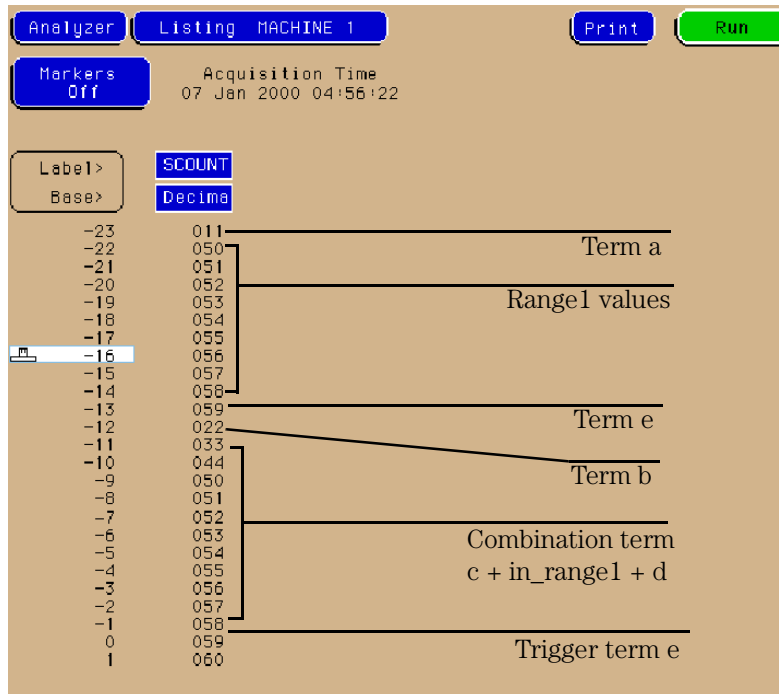 Analyzer Listing MACHINE 1 Print Run
Markers Off
Acquisition Time
07 Jan 2000 04:56:22
Label> SCOUNT
Base> Decima
-23 011 Term a
-22 050
-21 051
-20 052 Range1 values
-19 053
-18 054
-17 055
-16 056
-15 057
-14 058
-13 059 Term e
-12 022 Term b
-11 033
-10 044
-9 050
-8 051
-7 052
-6 053 Combination term
-5 054 c + in_range1 + d
-4 055
-3 056
-2 057
-1 058
0 059 Trigger term e
1 060